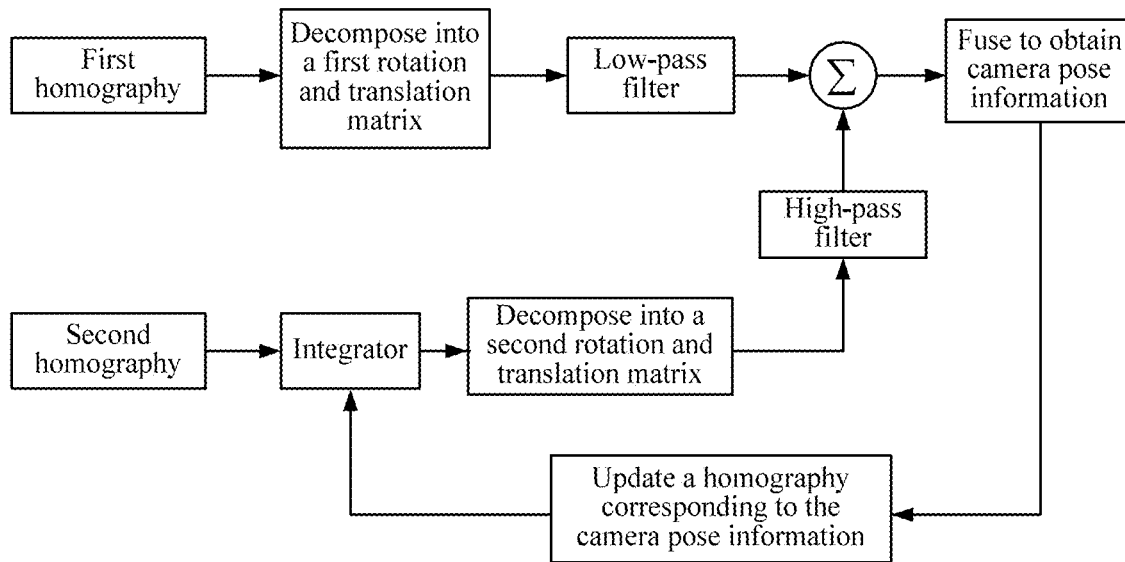 First
homography
Decompose into
a first rotation
and translation
matrix
Low-pass
filter
Σ
Fuse to obtain
camera pose
information
High-pass
filter
Second
homography
Integrator
Decompose into a
second rotation and
translation matrix
Update a homography
corresponding to the
camera pose information